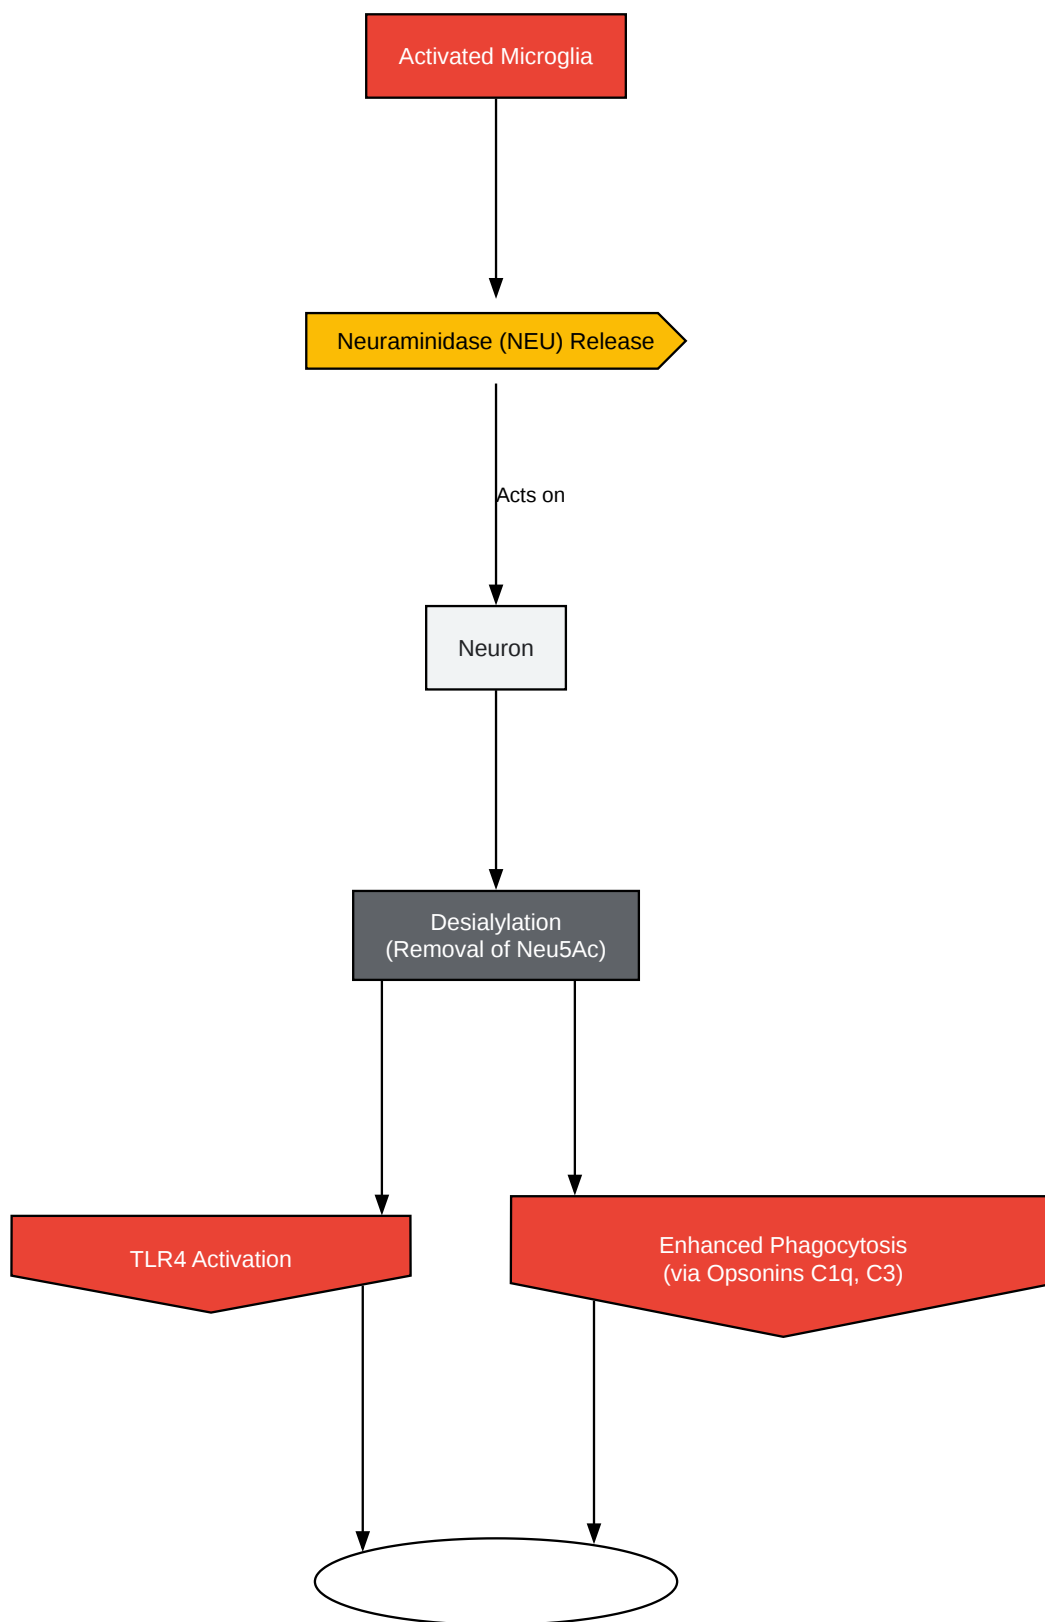 Activated Microglia
Neuraminidase (NEU) Release
Acts on
Neuron
Desialylation
(Removal of Neu5Ac)
TLR4 Activation
Enhanced Phagocytosis
(via Opsonins C1q, C3)